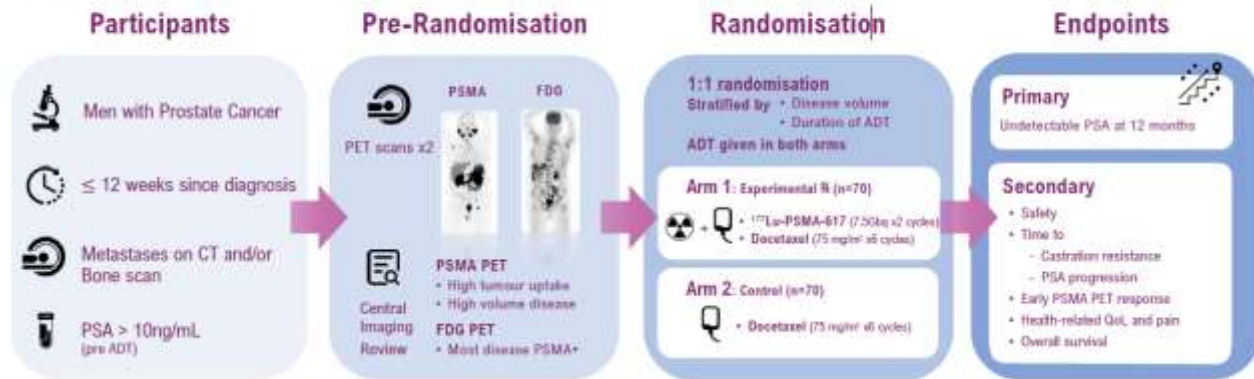 Participants
Men with Prostate Cancer
≤ 12 weeks since diagnosis
Metastases on CT and/or
Bone scan
PSA > 10ng/mL
(pre ADT)
Pre-Randomisation
PSMA
FDG
PET scans x2
Central
Imaging
Review
PSMA PET
• High tumour uptake
• High volume disease
FDG PET
• Most disease PSMA+
Randomisation
1:1 randomisation
Stratified by • Disease volume
• Duration of ADT
ADT given in both arms
Arm 1: Experimental R (n=70)
+
• ¹⁷⁷Lu-PSMA-617 (7.5Gbq x2 cycles)
• Docetaxel (75 mg/m² x6 cycles)
Arm 2: Control (n=70)
• Docetaxel (75 mg/m² x6 cycles)
Endpoints
Primary
Undetectable PSA at 12 months
Secondary
• Safety
• Time to
- Castration resistance
- PSA progression
• Early PSMA PET response
• Health-related QoL and pain
• Overall survival